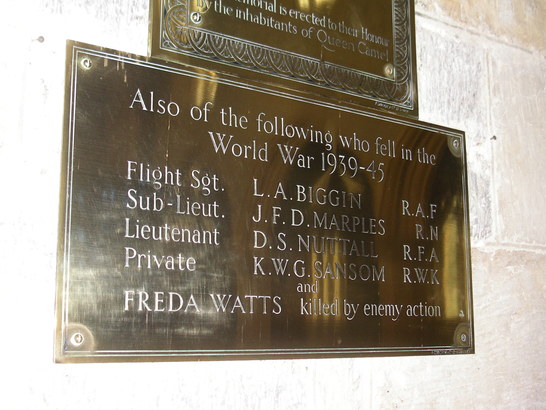 morial is erected to their Honour
by the inhabitants of Queen Camel
Also of the following who fell in the
World War 1939-45
Flight Sgt. L.A.BIGGIN R.A.F
Sub-Lieut. J.F.D.MARPLES R.N
Lieutenant D.S.NUTTALL R.F.A
Private K.W.G.SANSOM R.W.K
and
FREDA WATTS killed by enemy action